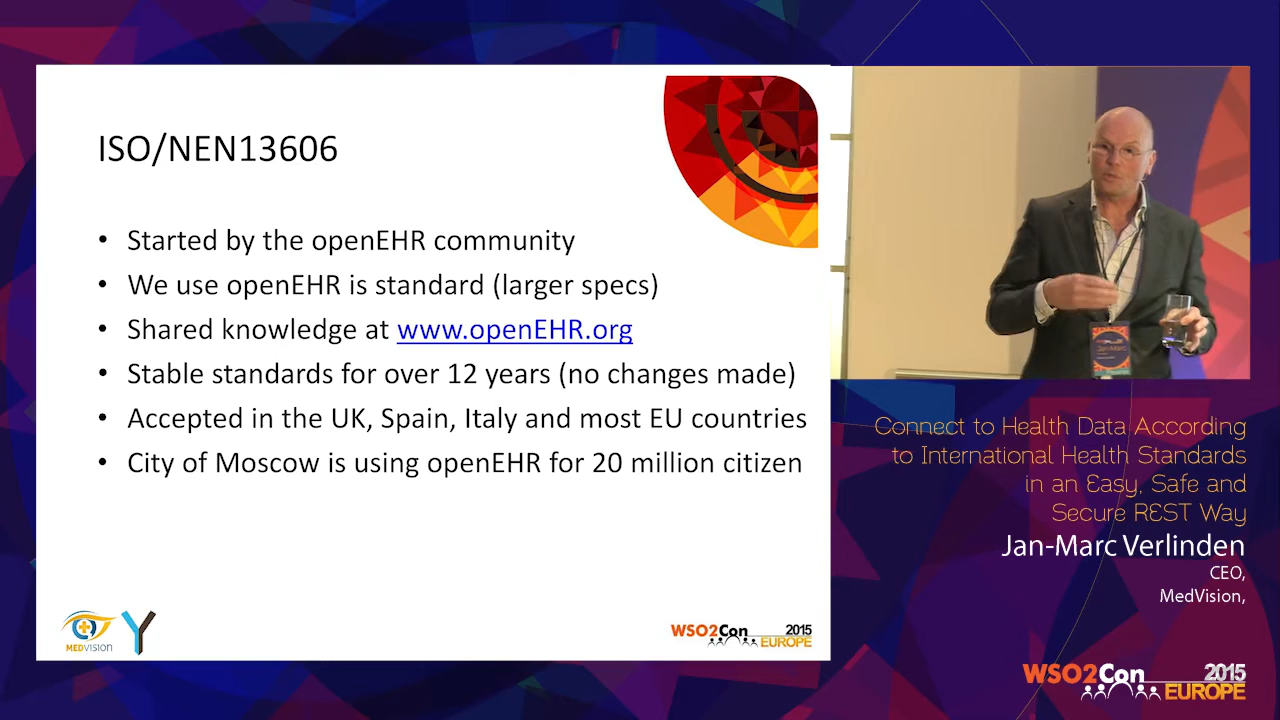 ISO/NEN13606
• Started by the openEHR community
• We use openEHR is standard (larger specs)
• Shared knowledge at www.openEHR.org
• Stable standards for over 12 years (no changes made)
• Accepted in the UK, Spain, Italy and most EU countries
• City of Moscow is using openEHR for 20 million citizen
MEDVISION
WSO2Con 2015
EUROPE
Jan-Marc
Connect to Health Data According
to International Health Standards
in an Easy, Safe and
Secure REST Way
Jan-Marc Verlinden
CEO,
MedVision,
WSO2Con 2015
EUROPE